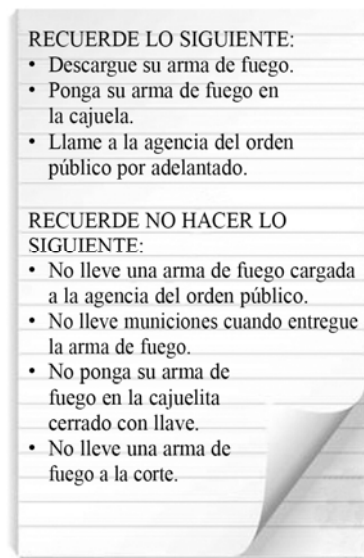 RECUERDE LO SIGUIENTE:
• Descargue su arma de fuego.
• Ponga su arma de fuego en
la cajuela.
• Llame a la agencia del orden
público por adelantado.
RECUERDE NO HACER LO
SIGUIENTE:
• No lleve una arma de fuego cargada
a la agencia del orden público.
• No lleve municiones cuando entregue
la arma de fuego.
• No ponga su arma de
fuego en la cajuelita
cerrado con llave.
• No lleve una arma de
fuego a la corte.